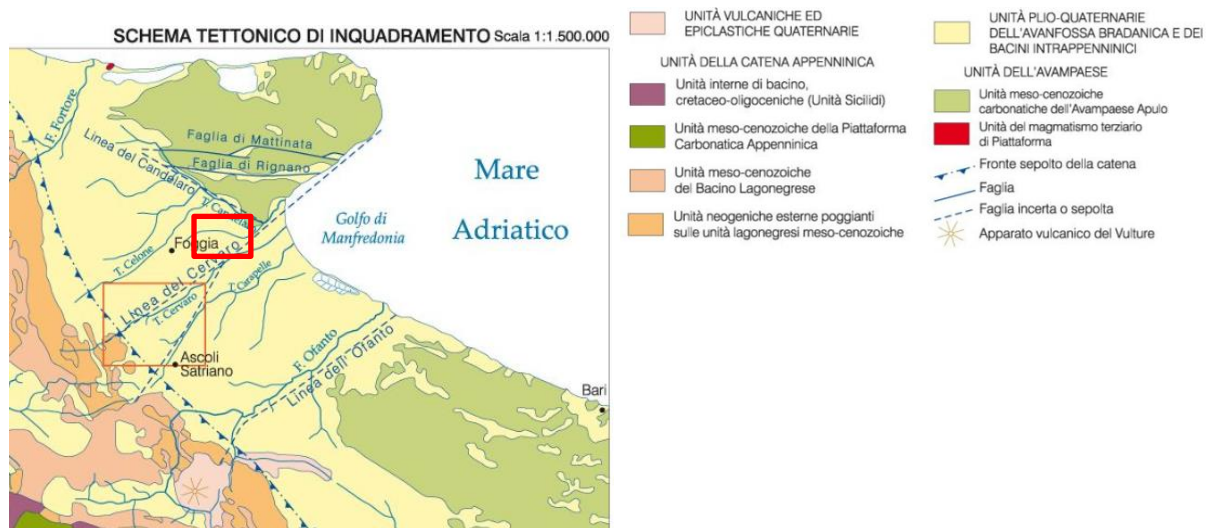 SCHEMA TETTONICO DI INQUADRAMENTO Scala 1:1.500.000
F. Fortore
Faglia di Mattinata
Linea del Candelaro
Faglia di Rignano
Mare
Adriatico
T. Candelaro
Golfo di
Manfredonia
Foggia
T. Celone
Linea del Cervaro
T. Carapelle
T. Cervaro
F. Ofanto
Ascoli
Satriano
Linea dell'Ofanto
Bari
UNITÀ VULCANICHE ED
EPICLASTICHE QUATERNARIE
UNITÀ DELLA CATENA APPENNINICA
Unità interne di bacino,
cretaceo-oligoceniche (Unità Sicilidi)
Unità meso-cenozoiche della Piattaforma
Carbonatica Appenninica
Unità meso-cenozoiche
del Bacino Lagonegrese
Unità neogeniche esterne poggianti
sulle unità lagonegresi meso-cenozoiche
UNITÀ PLIO-QUATERNARIE
DELL'AVANFOSSA BRADANICA E DEI
BACINI INTRAPPENNINICI
UNITÀ DELL'AVAMPAESE
Unità meso-cenozoiche
carbonatiche dell'Avampaese Apulo
Unità del magmatismo terziario
di Piattaforma
Fronte sepolto della catena
Faglia
Faglia incerta o sepolta
Apparato vulcanico del Vulture